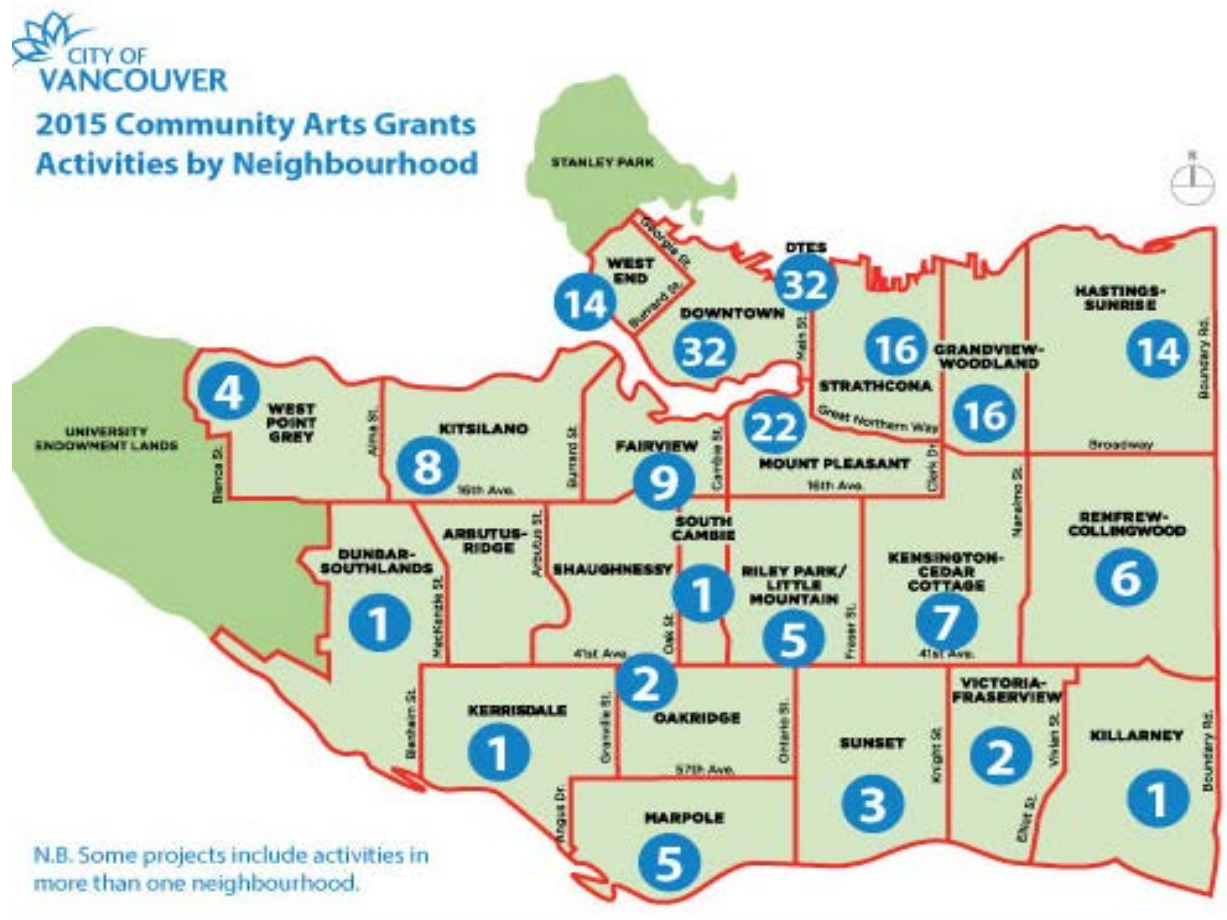 CITY OF
VANCOUVER
2015 Community Arts Grants
Activities by Neighbourhood
STANLEY PARK
N
Georgia St.
WEST
END
14
Burrard St.
DTES
32
DOWNTOWN
32
Main St.
16
STRATHCONA
Great Northern Way
GRANDVIEW-
WOODLAND
16
HASTINGS-
SUNRISE
14
Boundary Rd.
UNIVERSITY
ENDOWMENT LANDS
4
WEST
POINT
GREY
Blanca St.
Alma St.
KITSILANO
8
16th Ave.
Burrard St.
FAIRVIEW
9
Cambie St.
22
MOUNT PLEASANT
16th Ave.
Clark Dr.
Broadway
Nanaimo St.
DUNBAR-
SOUTHLANDS
1
MacKenzie St.
ARBUTUS-
RIDGE
Arbutus St.
SHAUGHNESSY
41st Ave.
Oak St.
SOUTH
CAMBIE
1
RILEY PARK/
LITTLE
MOUNTAIN
5
Fraser St.
KENSINGTON-
CEDAR
COTTAGE
7
41st Ave.
RENFREW-
COLLINGWOOD
6
Blenheim St.
KERRISDALE
1
Granville St.
2
OAKRIDGE
57th Ave.
Ontario St.
SUNSET
3
Knight St.
VICTORIA-
FRASERVIEW
2
Vivian St.
Elliot St.
KILLARNEY
1
Boundary Rd.
Angus Dr.
MARPOLE
5
N.B. Some projects include activities in
more than one neighbourhood.